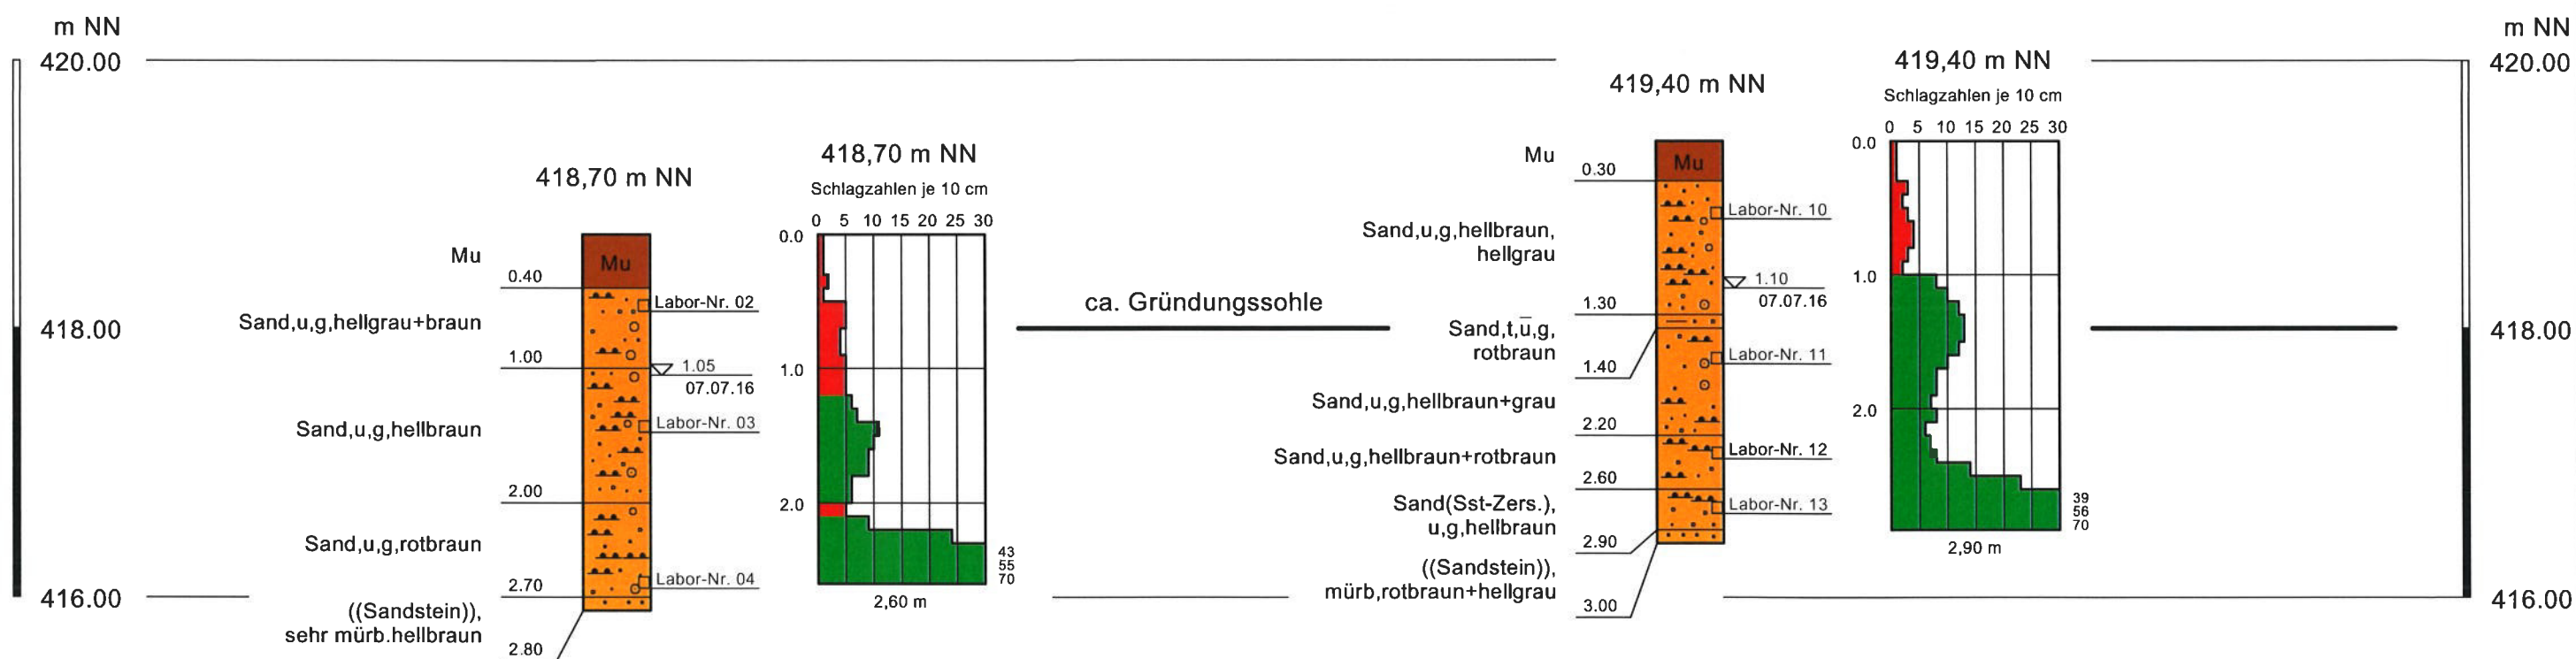 m NN
420.00
418.00
416.00
418,70 m NN
Mu
Mu
0.40
Sand,u,g,hellgrau+braun
Labor-Nr. 02
1.00
1.05
07.07.16
Sand,u,g,hellbraun
Labor-Nr. 03
2.00
Sand,u,g,rotbraun
Labor-Nr. 04
2.70
((Sandstein)),
sehr mürb.hellbraun
2.80
418,70 m NN
Schlagzahlen je 10 cm
0 5 10 15 20 25 30
0.0
1.0
2.0
43
55
70
2,60 m
ca. Gründungssohle
419,40 m NN
Mu
Mu
0.30
Sand,u,g,hellbraun,
hellgrau
Labor-Nr. 10
1.10
07.07.16
1.30
Sand,t,ū,g,
rotbraun
1.40
Labor-Nr. 11
Sand,u,g,hellbraun+grau
2.20
Sand,u,g,hellbraun+rotbraun
Labor-Nr. 12
2.60
Sand(Sst-Zers.),
u,g,hellbraun
Labor-Nr. 13
2.90
((Sandstein)),
mürb,rotbraun+hellgrau
3.00
419,40 m NN
Schlagzahlen je 10 cm
0 5 10 15 20 25 30
0.0
1.0
2.0
39
56
70
2,90 m
m NN
420.00
418.00
416.00